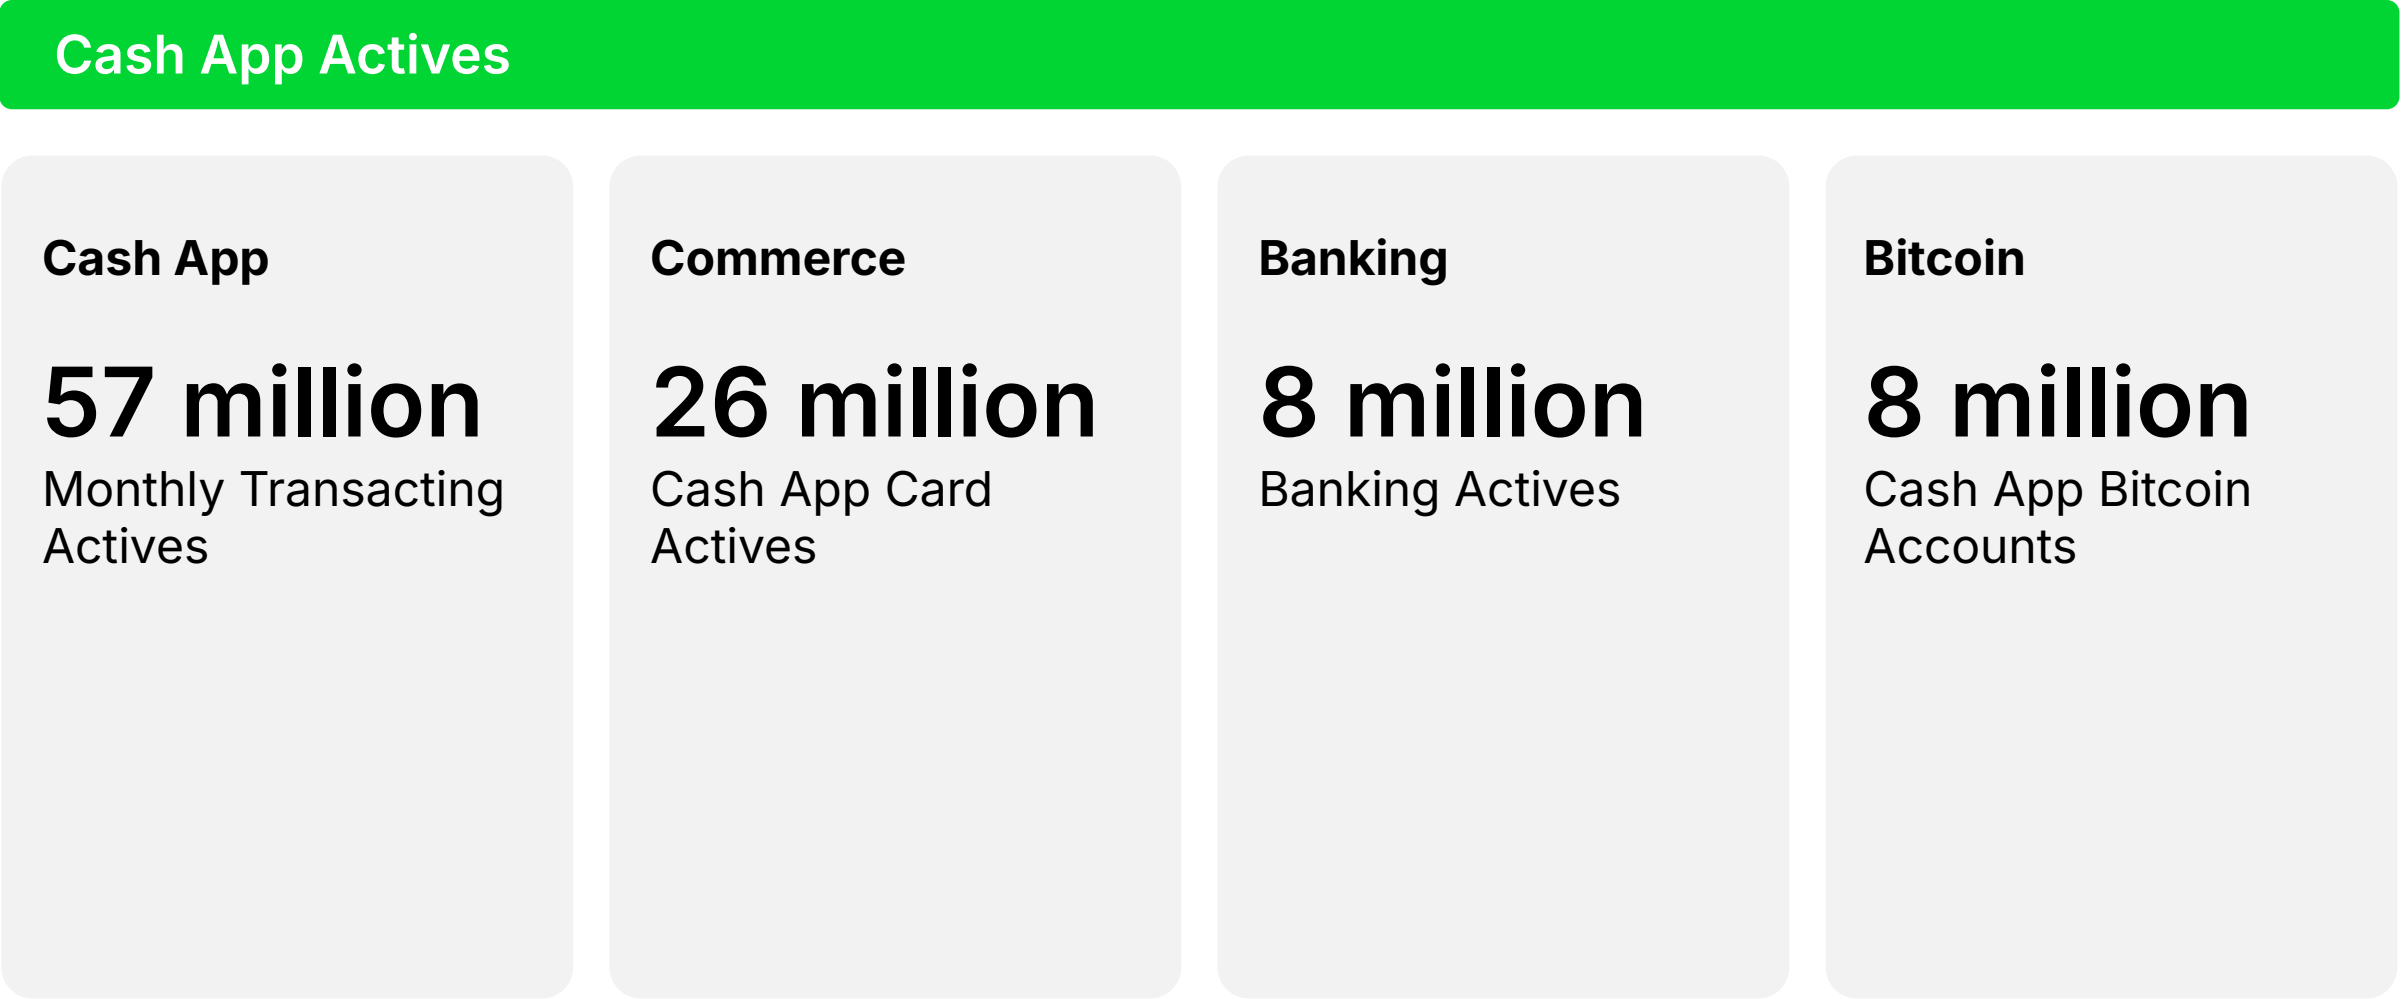 Cash App Actives
Cash App
57 million
Monthly Transacting
Actives
Commerce
26 million
Cash App Card
Actives
Banking
8 million
Banking Actives
Bitcoin
8 million
Cash App Bitcoin
Accounts